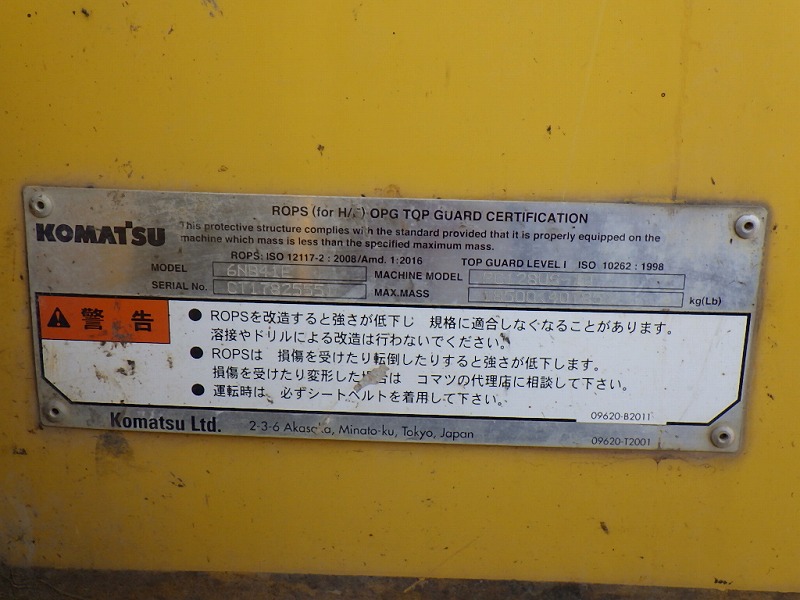 ROPS (for H/E) OPG TOP GUARD CERTIFICATION
KOMATSU
This protective structure complies with the standard provided that it is properly equipped on the
machine which mass is less than the specified maximum mass.
ROPS: ISO 12117-2 : 2008/Amd. 1:2016 TOP GUARD LEVEL I ISO 10262 : 1998
MODEL MACHINE MODEL
SERIAL No. MAX.MASS kg(Lb)
警告
● ROPSを改造すると強さが低下し 規格に適合しなくなることがあります。
溶接やドリルによる改造は行わないでください。
● ROPSは 損傷を受けたり転倒したりすると強さが低下します。
損傷を受けたり変形した場合は コマツの代理店に相談して下さい。
● 運転時は 必ずシートベルトを着用して下さい。
09620-B2011
Komatsu Ltd. 2-3-6 Akasaka, Minato-ku, Tokyo, Japan
09620-T2001